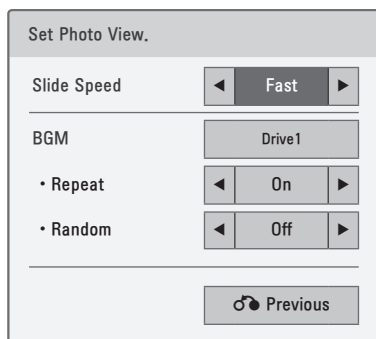 Set Photo View.
Slide Speed ◀ Fast ▶
BGM Drive1
• Repeat ◀ On ▶
• Random ◀ Off ▶
Previous